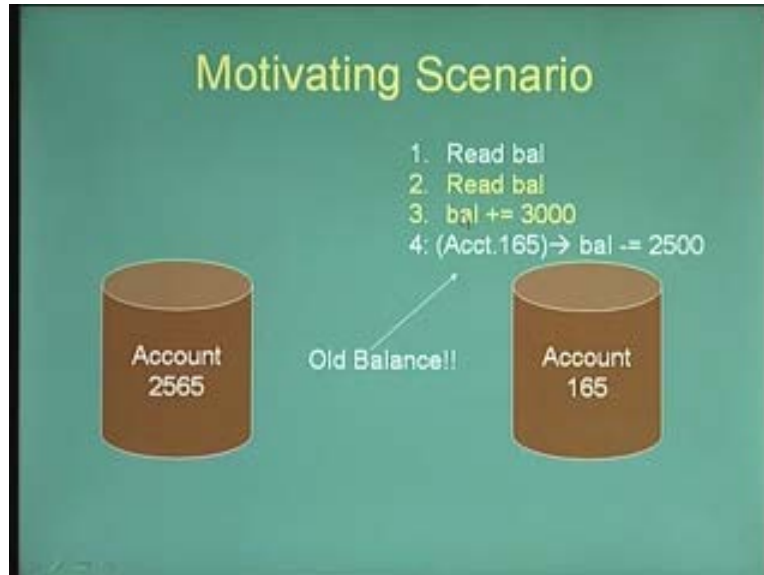 Motivating Scenario
1. Read bal
2. Read bal
3. bal += 3000
4: (Acct.165)→ bal -= 2500
Old Balance!!
Account
2565
Account
165